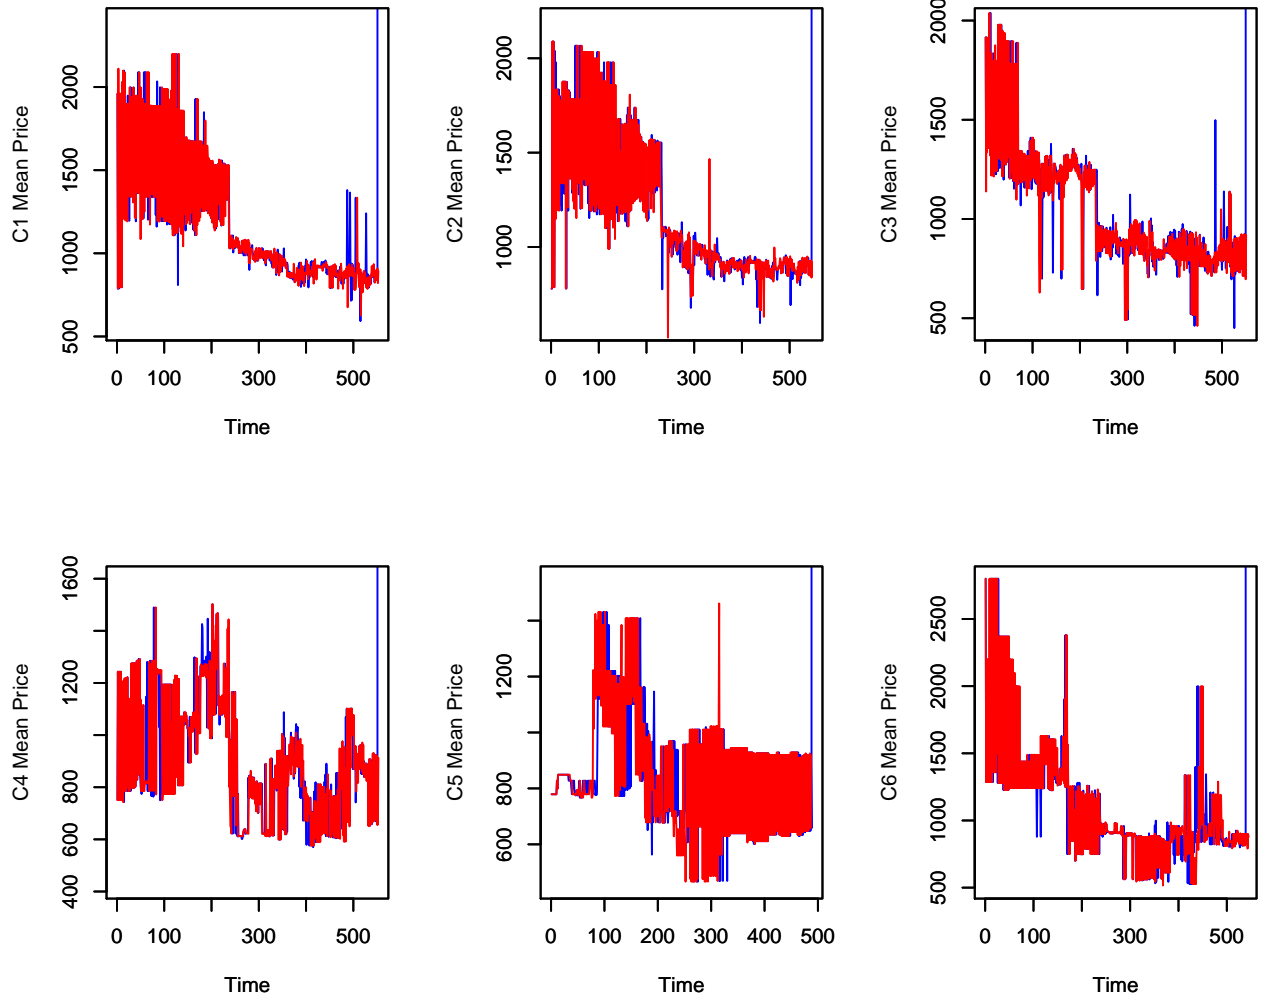 C1 Mean Price
500 1000 1500 2000
0 100 300 500
Time
C2 Mean Price
1000 1500 2000
0 100 300 500
Time
C3 Mean Price
500 1000 1500 2000
0 100 300 500
Time
C4 Mean Price
400 600 800 1200 1600
0 100 300 500
Time
C5 Mean Price
600 800 1200
0 100 200 300 400 500
Time
C6 Mean Price
500 1000 1500 2000 2500
0 100 300 500
Time